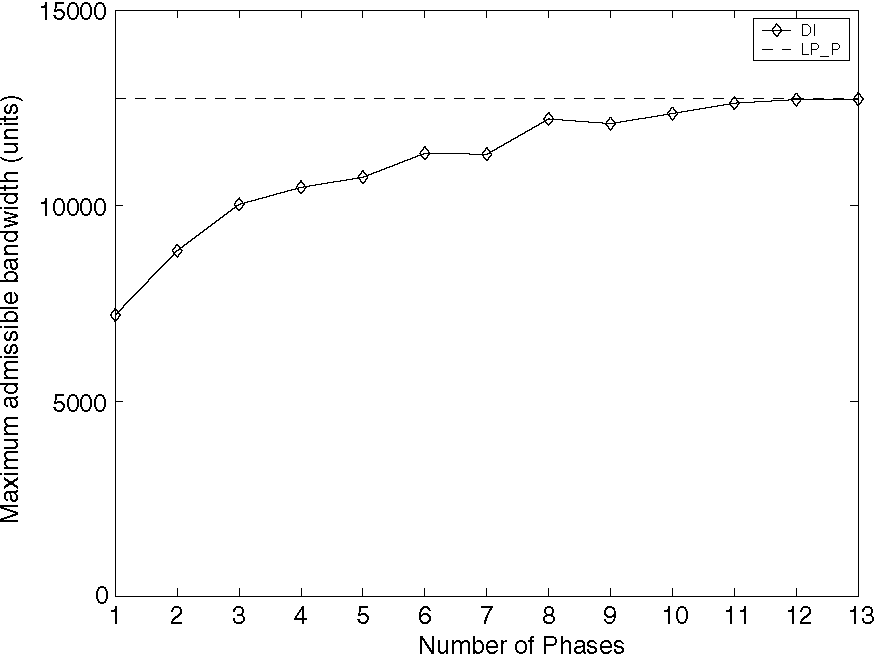 15000
DI
LP_P
10000
5000
0
Maximum admissible bandwidth (units)
1 2 3 4 5 6 7 8 9 10 11 12 13
Number of Phases